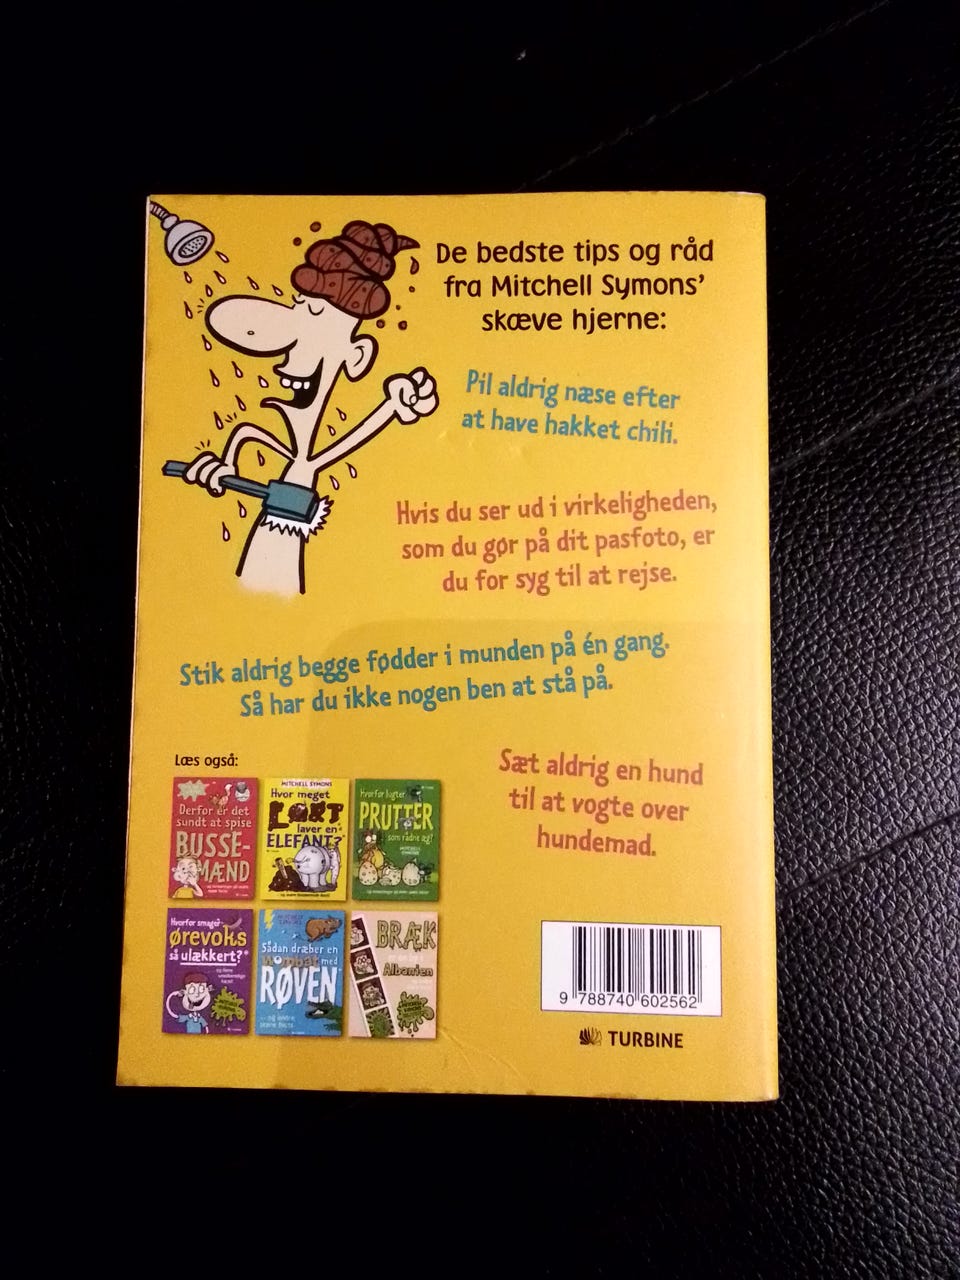 De bedste tips og råd
fra Mitchell Symons'
skæve hjerne:
Pil aldrig næse efter
at have hakket chili.
Hvis du ser ud i virkeligheden,
som du gør på dit pasfoto, er
du for syg til at rejse.
Stik aldrig begge fødder i munden på én gang.
Så har du ikke nogen ben at stå på.
Sæt aldrig en hund
til at vogte over
hundemad.
Læs også:
Derfor er det
sundt at spise
BUSSE-
MÆND
MITCHELL SYMONS
Hvor meget
LORT
laver en
ELEFANT?
Hvorfor lugter
PRUTTER
som rådne æg?
MITCHELL
SYMONS
Hvorfor smager
ørevoks
så ulækkert?
Sådan dræber en
wombat med
RØVEN
... og andre
BRÆK
Albanien
9 788740 602562
TURBINE